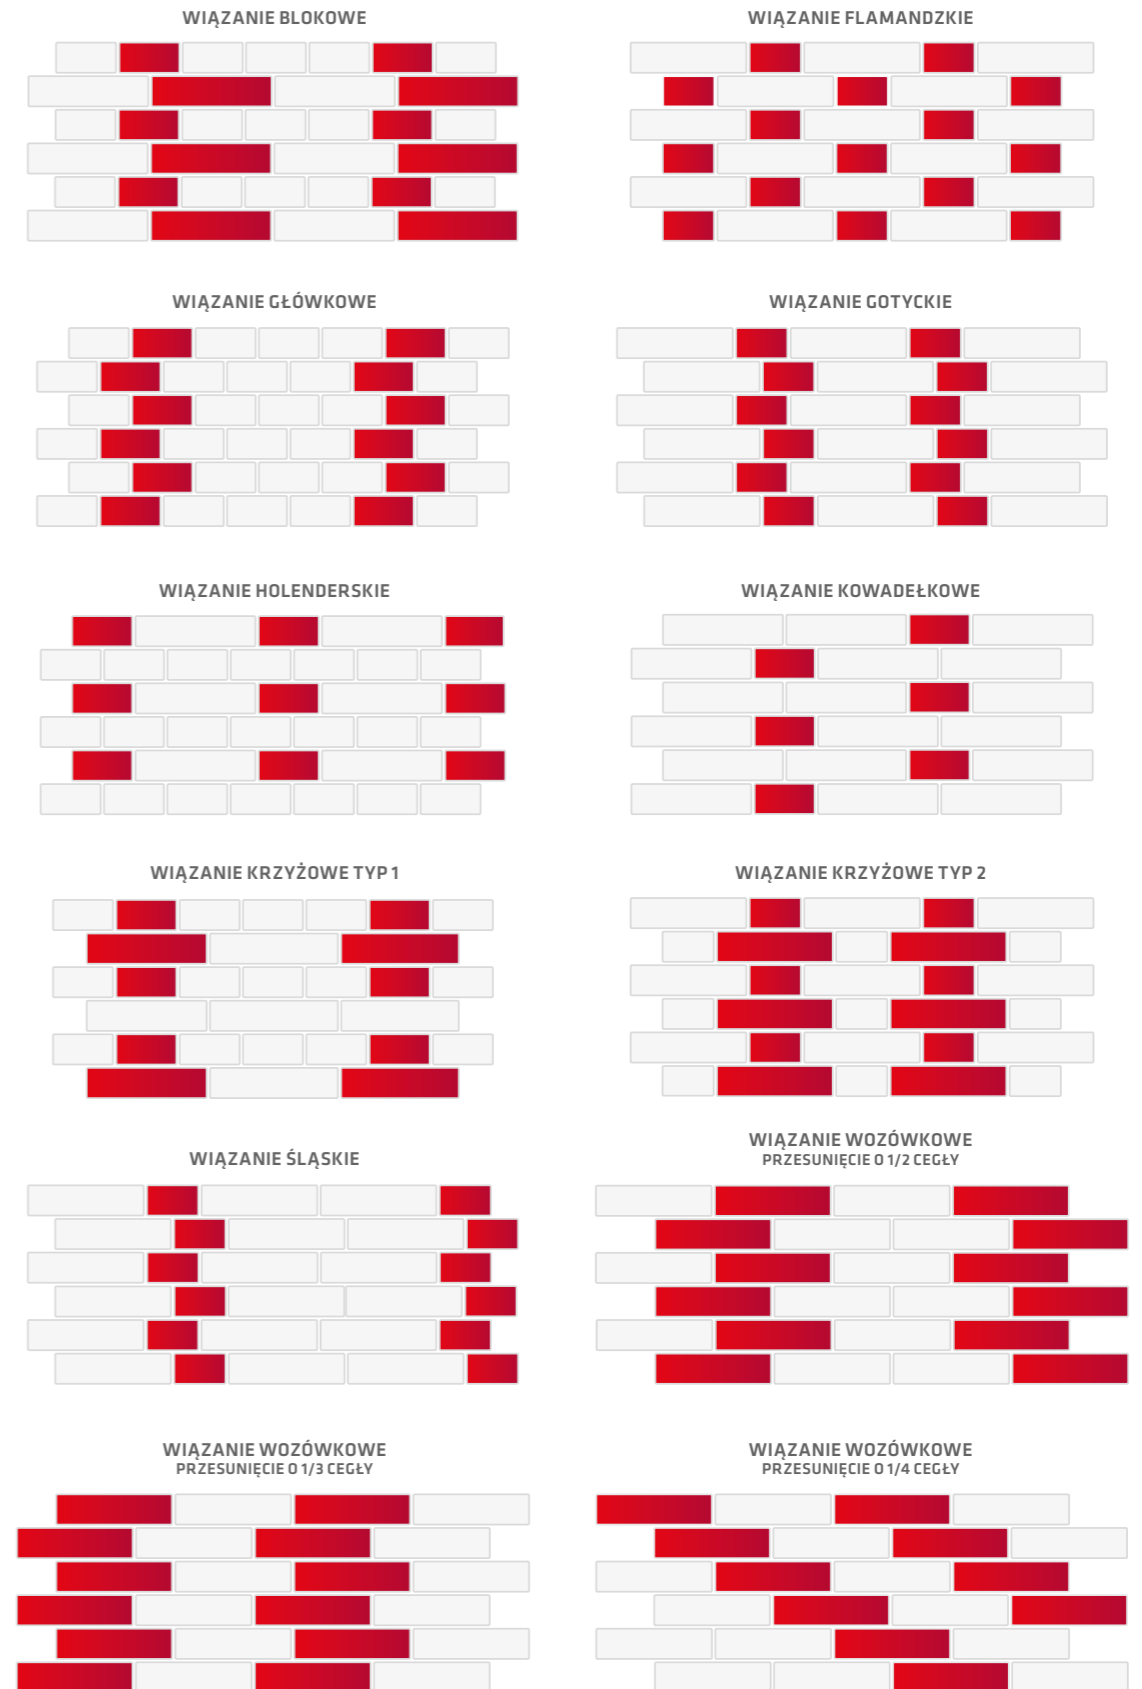 WIĄZANIE BLOKOWE
WIĄZANIE FLAMANDZKIE
WIĄZANIE GŁÓWKOWE
WIĄZANIE GOTYCKIE
WIĄZANIE HOLENDERSKIE
WIĄZANIE KOWADEŁKOWE
WIĄZANIE KRZYŻOWE TYP 1
WIĄZANIE KRZYŻOWE TYP 2
WIĄZANIE ŚLĄSKIE
WIĄZANIE WOZÓWKOWE
PRZESUNIĘCIE O 1/2 CEGŁY
WIĄZANIE WOZÓWKOWE
PRZESUNIĘCIE O 1/3 CEGŁY
WIĄZANIE WOZÓWKOWE
PRZESUNIĘCIE O 1/4 CEGŁY